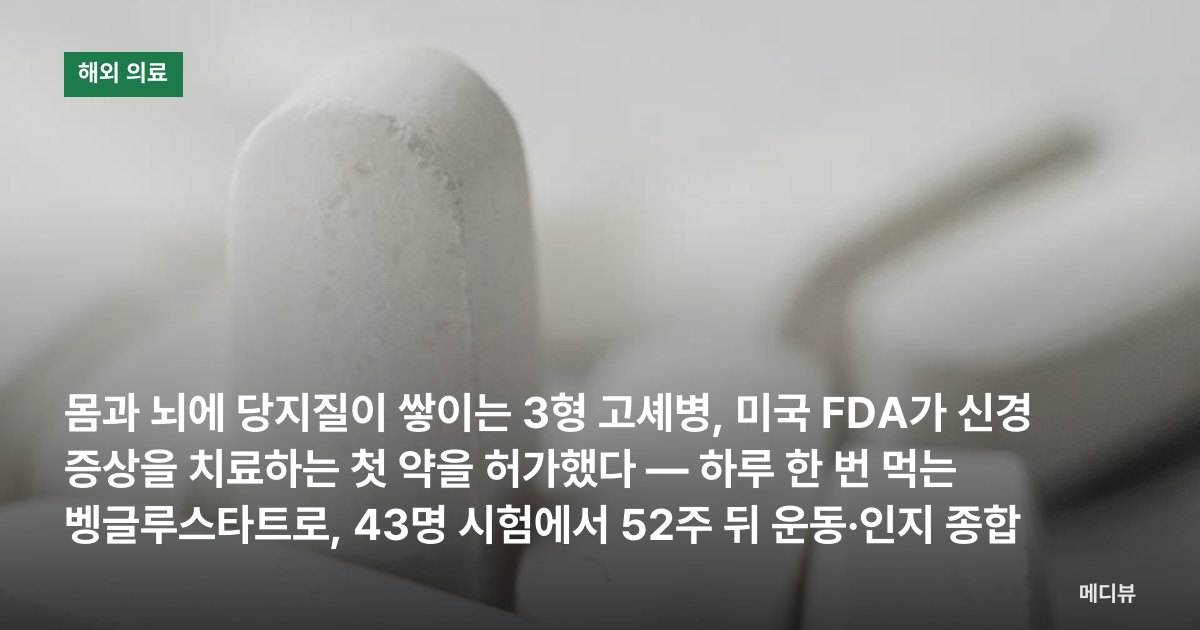 해외 의료
몸과 뇌에 당지질이 쌓이는 3형 고셰병, 미국 FDA가 신경
증상을 치료하는 첫 약을 허가했다 — 하루 한 번 먹는
벵글루스타트로, 43명 시험에서 52주 뒤 운동·인지 종합
메디뷰